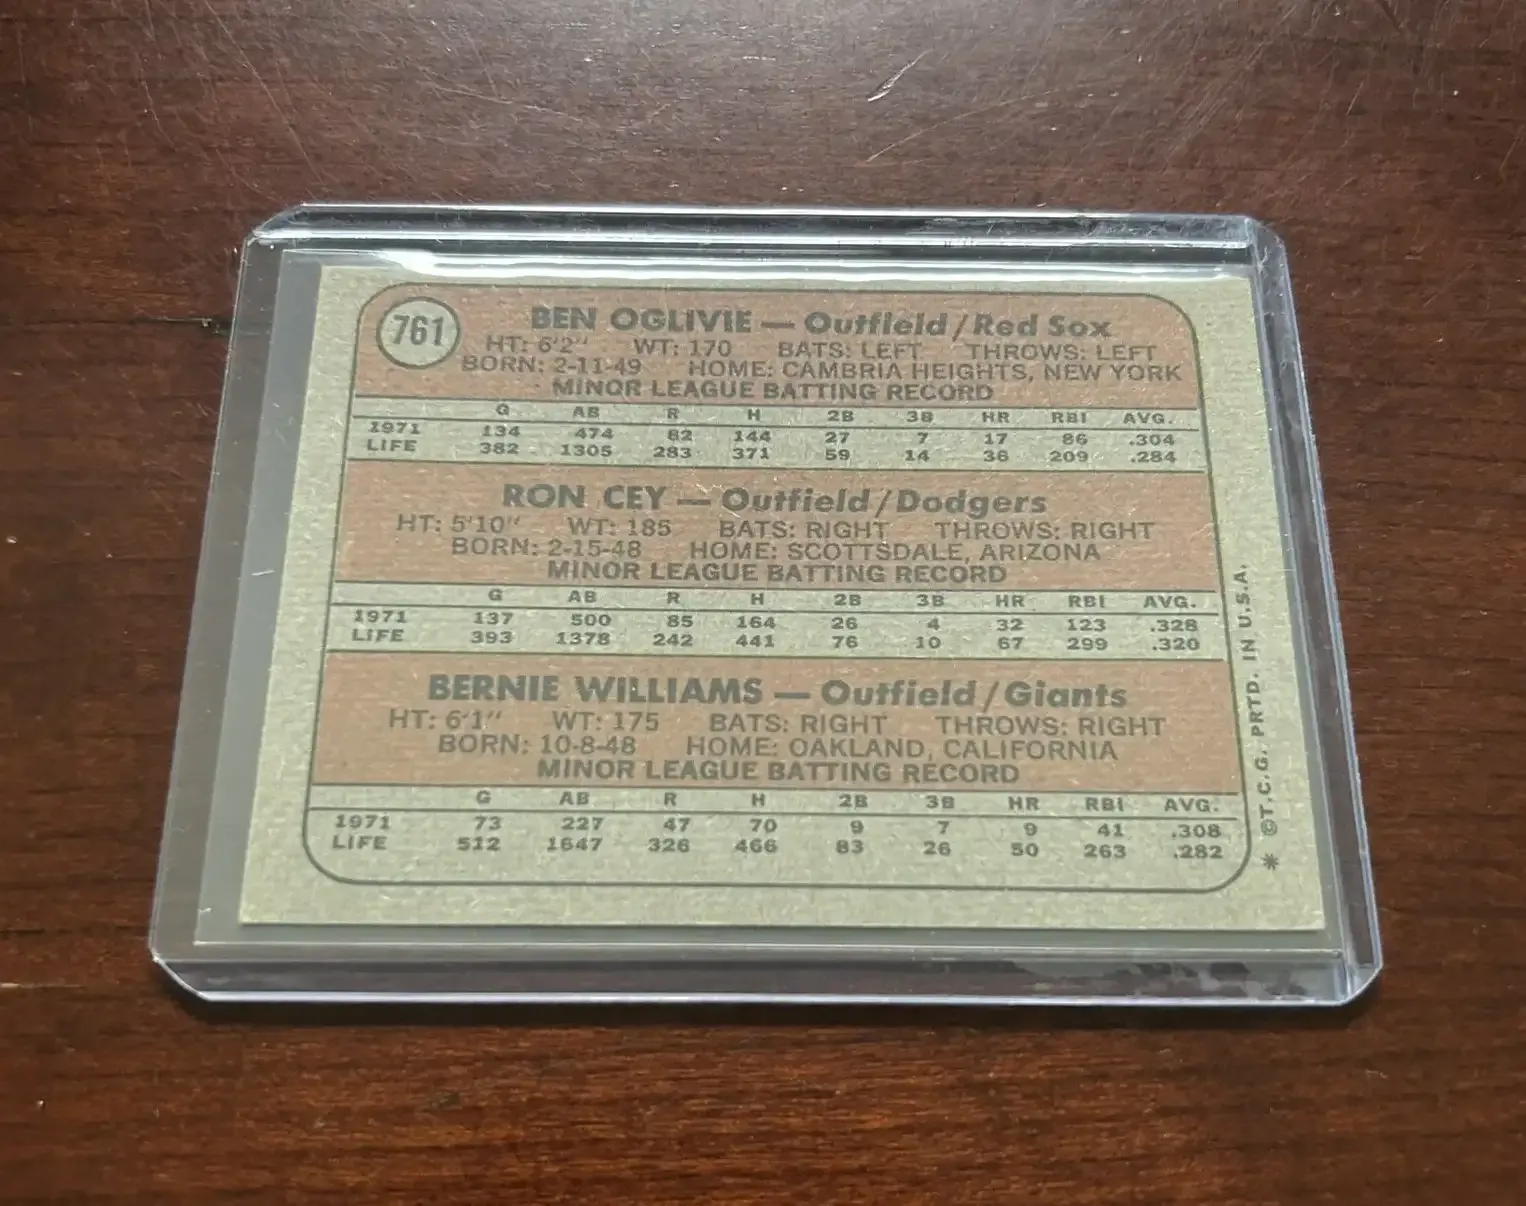 761
BEN OGLIVIE — Outfield/Red Sox
HT: 6'2" WT: 170 BATS: LEFT THROWS: LEFT
BORN: 2-11-49 HOME: CAMBRIA HEIGHTS, NEW YORK
MINOR LEAGUE BATTING RECORD
G AB R H 2B 3B HR RBI AVG.
1971 134 474 82 144 27 7 17 86 .304
LIFE 382 1305 283 371 59 14 36 209 .284
RON CEY — Outfield/Dodgers
HT: 5'10" WT: 185 BATS: RIGHT THROWS: RIGHT
BORN: 2-15-48 HOME: SCOTTSDALE, ARIZONA
MINOR LEAGUE BATTING RECORD
G AB R H 2B 3B HR RBI AVG.
1971 137 500 85 164 26 4 32 123 .328
LIFE 393 1378 242 441 76 10 67 299 .320
BERNIE WILLIAMS — Outfield/Giants
HT: 6'1" WT: 175 BATS: RIGHT THROWS: RIGHT
BORN: 10-8-48 HOME: OAKLAND, CALIFORNIA
MINOR LEAGUE BATTING RECORD
G AB R H 2B 3B HR RBI AVG.
1971 73 227 47 70 9 7 9 41 .308
LIFE 512 1647 326 466 83 26 50 263 .282
* ©T.C.G. PRTD. IN U.S.A.